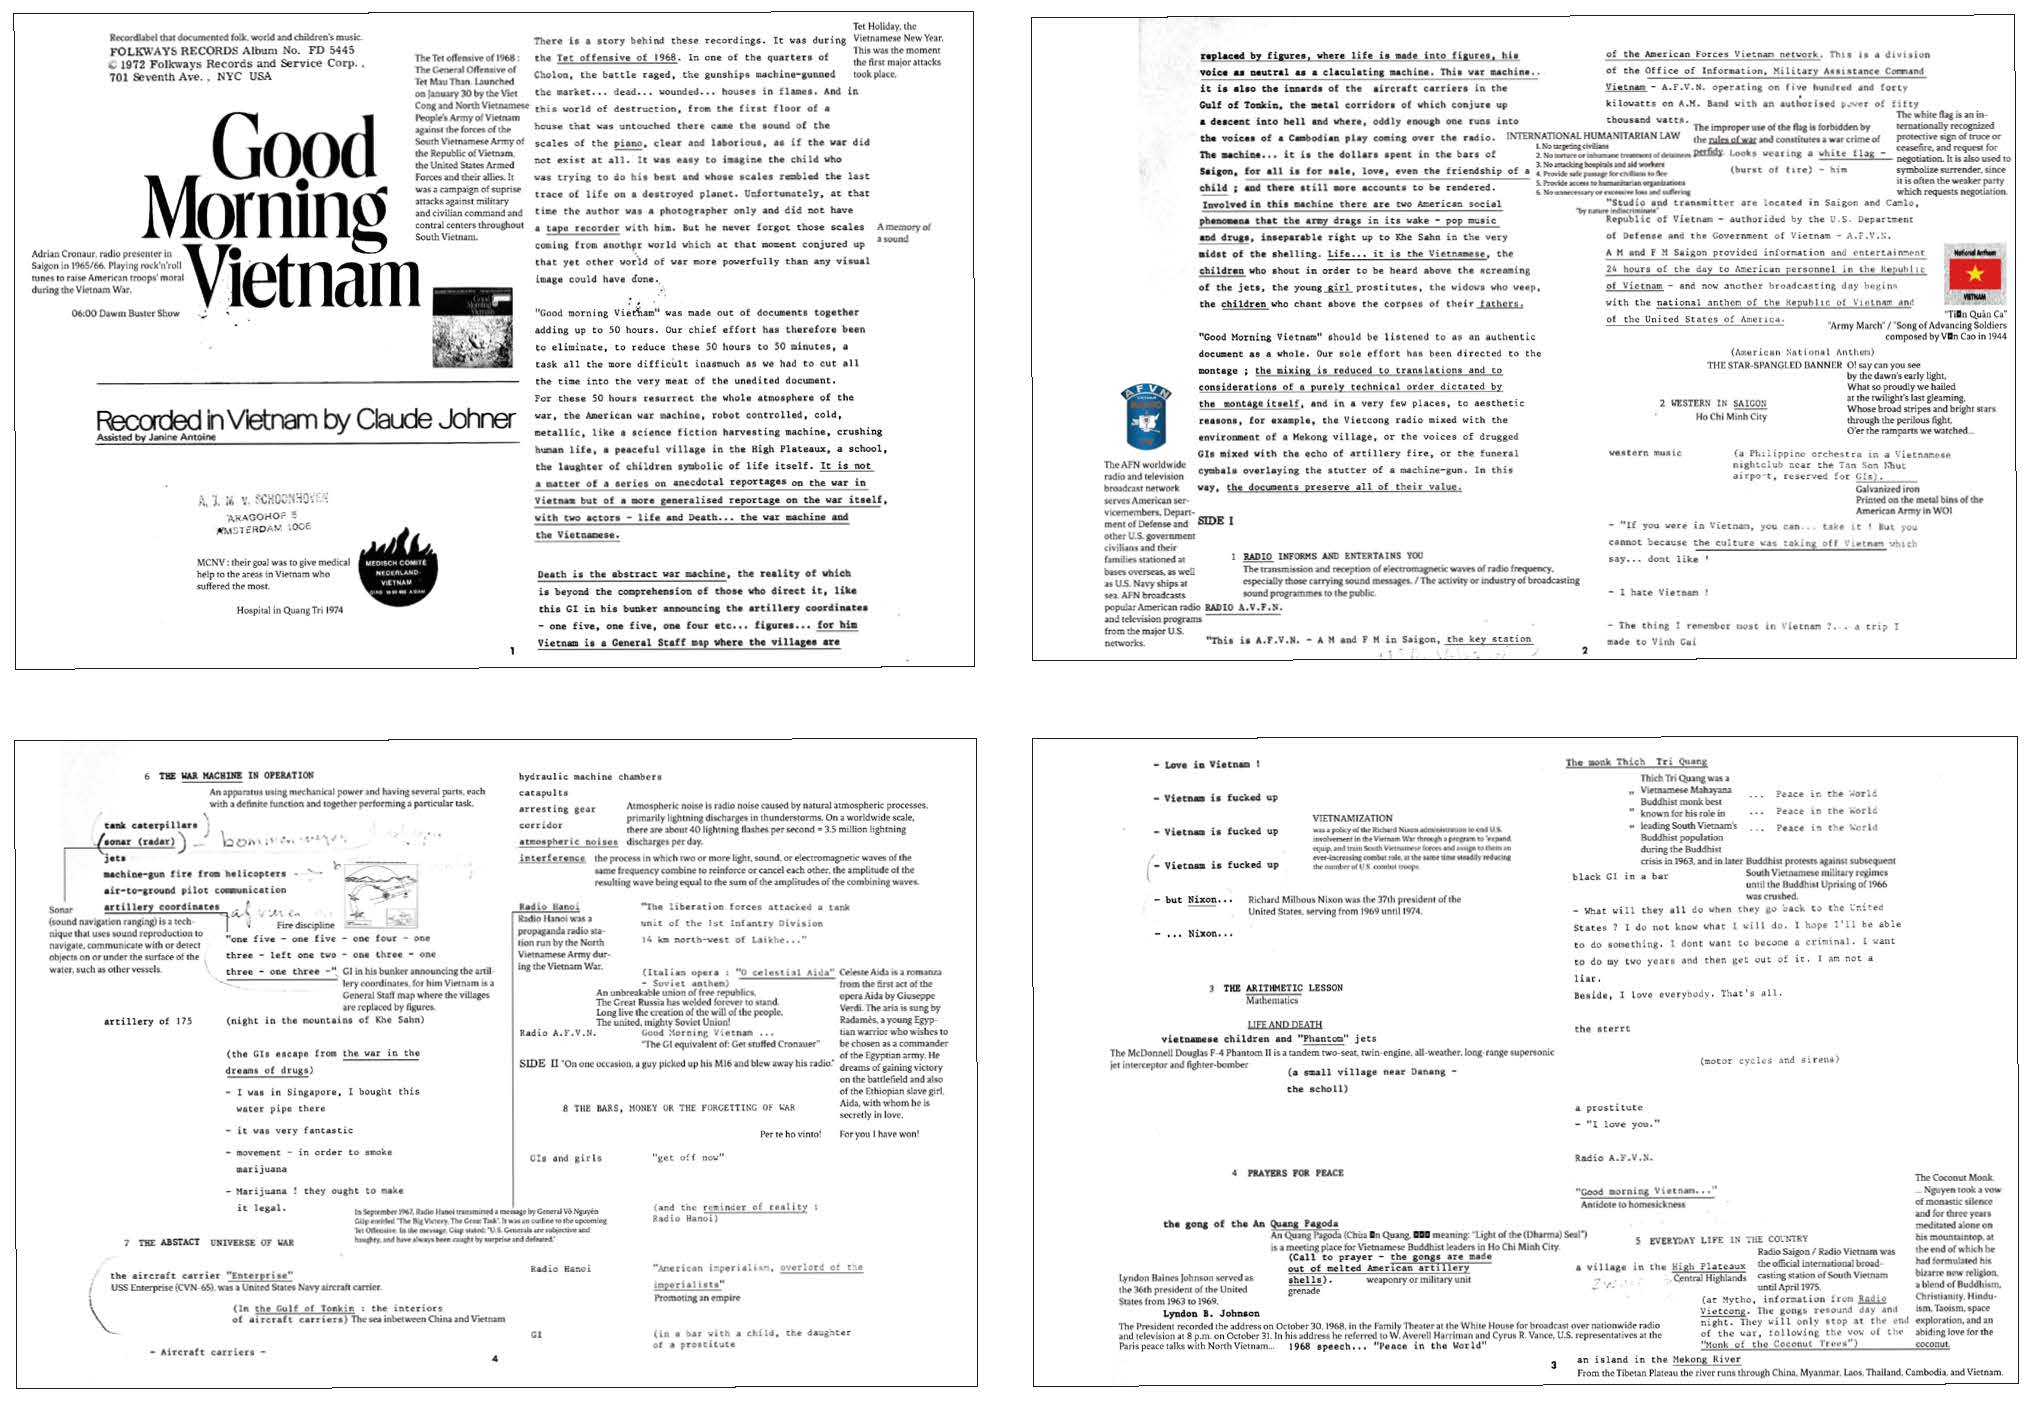 Recordlabel that documented folk, world and children's music.
FOLKWAYS RECORDS Album No. FD 5445
© 1972 Folkways Records and Service Corp. ,
701 Seventh Ave. , NYC USA
Good
Morning
Vietnam
Adrian Cronaur, radio presenter in
Saigon in 1965/66. Playing rock'n'roll
tunes to raise American troops' moral
during the Vietnam War.
06:00 Dawm Buster Show
Recorded in Vietnam by Claude Johner
Assisted by Janine Antoine
A. J. M. V. SCHOONHOVEN
ARAGOHOF 5
AMSTERDAM 1006
MCNV : their goal was to give medical
help to the areas in Vietnam who
suffered the most.
Hospital in Quang Tri 1974
MEDISCH COMITÉ
NEDERLAND-
VIETNAM
The Tet offensive of 1968 :
The General Offensive of
Tet Mau Than. Launched
on January 30 by the Viet
Cong and North Vietnamese
People's Army of Vietnam
against the forces of the
South Vietnamese Army of
the Republic of Vietnam,
the United States Armed
Forces and their allies. It
was a campaign of suprise
attacks against military
and civilian command and
control centers throughout
South Vietnam.
There is a story behind these recordings. It was during
the Tet offensive of 1968. In one of the quarters of
Cholon, the battle raged, the gunships machine-gunned
the market... dead... wounded... houses in flames. And in
this world of destruction, from the first floor of a
house that was untouched there came the sound of the
scales of the piano, clear and laborious, as if the war did
not exist at all. It was easy to imagine the child who
was trying to do his best and whose scales rembled the last
trace of life on a destroyed planet. Unfortunately, at that
time the author was a photographer only and did not have
a tape recorder with him. But he never forgot those scales
coming from another world which at that moment conjured up
that yet other world of war more powerfully than any visual
image could have done.
Tet Holiday, the
Vietnamese New Year.
This was the moment
the first major attacks
took place.
A memory of
a sound
"Good morning Vietnam" was made out of documents together
adding up to 50 hours. Our chief effort has therefore been
to eliminate, to reduce these 50 hours to 50 minutes, a
task all the more difficult inasmuch as we had to cut all
the time into the very meat of the unedited document.
For these 50 hours resurrect the whole atmosphere of the
war, the American war machine, robot controlled, cold,
metallic, like a science fiction harvesting machine, crushing
human life, a peaceful village in the High Plateaux, a school,
the laughter of children symbolic of life itself. It is not
a matter of a series on anecdotal reportages on the war in
Vietnam but of a more generalised reportage on the war itself,
with two actors - life and Death... the war machine and
the Vietnamese.
Death is the abstract war machine, the reality of which
is beyond the comprehension of those who direct it, like
this GI in his bunker announcing the artillery coordinates
- one five, one five, one four etc... figures... for him
Vietnam is a General Staff map where the villages are
1
replaced by figures, where life is made into figures, his
voice as neutral as a claculating machine. This war machine..
it is also the innards of the aircraft carriers in the
Gulf of Tonkin, the metal corridors of which conjure up
a descent into hell and where, oddly enough one runs into
the voices of a Cambodian play coming over the radio.
The machine... it is the dollars spent in the bars of
Saigon, for all is for sale, love, even the friendship of a
child ; and there still more accounts to be rendered.
Involved in this machine there are two American social
phenomena that the army drags in its wake - pop music
and drugs, inseparable right up to Khe Sahn in the very
midst of the shelling. Life... it is the Vietnamese, the
children who shout in order to be heard above the screaming
of the jets, the young girl prostitutes, the widows who weep,
the children who chant above the corpses of their fathers.
"Good Morning Vietnam" should be listened to as an authentic
document as a whole. Our sole effort has been directed to the
montage ; the mixing is reduced to translations and to
considerations of a purely technical order dictated by
the montage itself, and in a very few places, to aesthetic
reasons, for example, the Vietcong radio mixed with the
environment of a Mekong village, or the voices of drugged
GIs mixed with the echo of artillery fire, or the funeral
cymbals overlaying the stutter of a machine-gun. In this
way, the documents preserve all of their value.
AFVN
The AFN worldwide
radio and television
broadcast network
serves American ser-
vicemembers, Depart-
ment of Defense and
other U.S. government
civilians and their
families stationed at
bases overseas, as well
as U.S. Navy ships at
sea. AFN broadcasts
popular American radio
and television programs
from the major U.S.
networks.
SIDE I
1 RADIO INFORMS AND ENTERTAINS YOU
The transmission and reception of electromagnetic waves of radio frequency,
especially those carrying sound messages. / The activity or industry of broadcasting
sound programmes to the public.
RADIO A.V.F.N.
"This is A.F.V.N. - A M and F M in Saigon, the key station
INTERNATIONAL HUMANITARIAN LAW
1. No targeting civilians
2. No torture or inhumane treatment of detainees
3. No attacking hospitals and aid workers
4. Provide safe passage for civilians to flee
5. Provide access to humanitarian organizations
6. No unnecessary or excessive loss and suffering
"by nature indiscriminate"
of the American Forces Vietnam network. This is a division
of the Office of Information, Military Assistance Command
Vietnam - A.F.V.N. operating on five hundred and forty
kilowatts on A.M. Band with an authorised power of fifty
thousand watts.
The improper use of the flag is forbidden by
the rules of war and constitutes a war crime of
perfidy. Looks wearing a white flag -
(burst of fire) - him
The white flag is an in-
ternationally recognized
protective sign of truce or
ceasefire, and request for
negotiation. It is also used to
symbolize surrender, since
it is often the weaker party
which requests negotiation.
"Studio and transmitter are located in Saigon and Camlo,
Republic of Vietnam - authorided by the U.S. Department
of Defense and the Government of Vietnam - A.F.V.N.
A M and F M Saigon provided information and entertainment
24 hours of the day to American personnel in the Republic
of Vietnam - and now another broadcasting day begins
with the national anthem of the Republic of Vietnam and
of the United States of America.
National Anthem
VIETNAM
"Ti▯n Quân Ca"
"Army March" / "Song of Advancing Soldiers
composed by V▯n Cao in 1944
(American National Anthem)
THE STAR-SPANGLED BANNER
O! say can you see
by the dawn's early light,
What so proudly we hailed
at the twilight's last gleaming,
Whose broad stripes and bright stars
through the perilous fight,
O'er the ramparts we watched...
2 WESTERN IN SAIGON
Ho Chi Minh City
western music
(a Philippino orchestra in a Vietnamese
nightclub near the Tan Son Nhut
airport, reserved for GIs).
Galvanized iron
Printed on the metal bins of the
American Army in WOI
- "If you were in Vietnam, you can... take it ! But you
cannot because the culture was taking off Vietnam which
say... dont like '
- I hate Vietnam !
- The thing I remember most in Vietnam ?... a trip I
made to Vinh Gai
2
6 THE WAR MACHINE IN OPERATION
An apparatus using mechanical power and having several parts, each
with a definite function and together performing a particular task.
tank caterpillars
(sonar (radar)
jets
machine-gun fire from helicopters
air-to-ground pilot communication
artillery coordinates
Sonar
(sound navigation ranging) is a tech-
nique that uses sound reproduction to
navigate, communicate with or detect
objects on or under the surface of the
water, such as other vessels.
Fire discipline
"one five - one five - one four - one
three - left one two - one three - one
three - one three -"
GI in his bunker announcing the artil-
lery coordinates, for him Vietnam is a
General Staff map where the villages
are replaced by figures.
artillery of 175
(night in the mountains of Khe Sahn)
(the GIs escape from the war in the
dreams of drugs)
- I was in Singapore, I bought this
water pipe there
- it was very fantastic
- movement - in order to smoke
marijuana
- Marijuana ! they ought to make
it legal.
In September 1967, Radio Hanoi transmitted a message by General Võ Nguyên
Giáp entitled "The Big Victory, The Great Task". It was an outline to the upcoming
Tet Offensive. In the message, Giap stated: "U.S. Generals are subjective and
haughty, and have always been caught by surprise and defeated."
7 THE ABSTACT UNIVERSE OF WAR
the aircraft carrier "Enterprise"
USS Enterprise (CVN-65), was a United States Navy aircraft carrier.
(In the Gulf of Tonkin : the interiors
of aircraft carriers) The sea inbetween China and Vietnam
- Aircraft carriers -
hydraulic machine chambers
catapults
arresting gear
corridor
atmospheric noises
Atmospheric noise is radio noise caused by natural atmospheric processes,
primarily lightning discharges in thunderstorms. On a worldwide scale,
there are about 40 lightning flashes per second = 3.5 million lightning
discharges per day.
interference
the process in which two or more light, sound, or electromagnetic waves of the
same frequency combine to reinforce or cancel each other, the amplitude of the
resulting wave being equal to the sum of the amplitudes of the combining waves.
Radio Hanoi
Radio Hanoi was a
propaganda radio sta-
tion run by the North
Vietnamese Army dur-
ing the Vietnam War.
"The liberation forces attacked a tank
unit of the 1st Infantry Division
14 km north-west of Laikhe..."
(Italian opera : "O celestial Aida"
- Soviet anthem)
An unbreakable union of free republics,
The Great Russia has welded forever to stand.
Long live the creation of the will of the people,
The united, mighty Soviet Union!
Celeste Aida is a romanza
from the first act of the
opera Aida by Giuseppe
Verdi. The aria is sung by
Radamès, a young Egyp-
tian warrior who wishes to
be chosen as a commander
of the Egyptian army. He
dreams of gaining victory
on the battlefield and also
of the Ethiopian slave girl,
Aida, with whom he is
secretly in love.
Radio A.F.V.N.
Good Morning Vietnam ...
"The GI equivalent of: Get stuffed Cronauer"
SIDE II "On one occasion, a guy picked up his M16 and blew away his radio."
8 THE BARS, MONEY OR THE FORGETTING OF WAR
Per te ho vinto!
For you I have won!
GIs and girls
"get off now"
(and the reminder of reality :
Radio Hanoi)
Radio Hanoi
"American imperialism, overlord of the
imperialists"
Promoting an empire
GI
(in a bar with a child, the daughter
of a prostitute
4
- Love in Vietnam !
- Vietnam is fucked up
- Vietnam is fucked up
- Vietnam is fucked up
VIETNAMIZATION
was a policy of the Richard Nixon administration to end U.S.
involvement in the Vietnam War through a program to "expand,
equip, and train South Vietnamese forces and assign to them an
ever-increasing combat role, at the same time steadily reducing
the number of U.S. combat troops.
- but Nixon...
Richard Milhous Nixon was the 37th president of the
United States, serving from 1969 until 1974.
- ... Nixon...
3 THE ARITHMETIC LESSON
Mathematics
LIFE AND DEATH
vietnamese children and "Phantom" jets
The McDonnell Douglas F-4 Phantom II is a tandem two-seat, twin-engine, all-weather, long-range supersonic
jet interceptor and fighter-bomber
(a small village near Danang -
the scholl)
4 PRAYERS FOR PEACE
the gong of the An Quang Pagoda
An Quang Pagoda (Chùa ▯n Quang, ▯▯▯ meaning: "Light of the (Dharma) Seal")
is a meeting place for Vietnamese Buddhist leaders in Ho Chi Minh City.
(Call to prayer - the gongs are made
out of melted American artillery
shells).
weaponry or military unit
grenade
Lyndon Baines Johnson served as
the 36th president of the United
States from 1963 to 1969.
Lyndon B. Johnson
The President recorded the address on October 30, 1968, in the Family Theater at the White House for broadcast over nationwide radio
and television at 8 p.m. on October 31. In his address he referred to W. Averell Harriman and Cyrus R. Vance, U.S. representatives at the
Paris peace talks with North Vietnam...
1968 speech... "Peace in the World"
The monk Thich Tri Quang
Thich Tri Quang was a
Vietnamese Mahayana
Buddhist monk best
known for his role in
leading South Vietnam's
Buddhist population
during the Buddhist
crisis in 1963, and in later Buddhist protests against subsequent
South Vietnamese military regimes
until the Buddhist Uprising of 1966
was crushed.
" ... Peace in the World
" ... Peace in the World
" ... Peace in the World
black GI in a bar
- What will they all do when they go back to the United
States ? I do not know what I will do. I hope I'll be able
to do something. I dont want to become a criminal. I want
to do my two years and then get out of it. I am not a
liar.
Beside, I love everybody. That's all.
the sterrt
(motor cycles and sirens)
a prostitute
- "I love you."
Radio A.F.V.N.
"Good morning Vietnam..."
Antidote to homesickness
5 EVERYDAY LIFE IN THE COUNTRY
a village in the High Plateaux
Central Highlands
Radio Saigon / Radio Vietnam was
the official international broad-
casting station of South Vietnam
until April 1975.
(at Mytho, information from Radio
Vietcong. The gongs resound day and
night. They will only stop at the end
of the war, following the vow of the
"Monk of the Coconut Trees")
The Coconut Monk.
... Nguyen took a vow
of monastic silence
and for three years
meditated alone on
his mountaintop, at
the end of which he
had formulated his
bizarre new religion,
a blend of Buddhism,
Christianity, Hindu-
ism, Taoism, space
exploration, and an
abiding love for the
coconut.
an island in the Mekong River
From the Tibetan Plateau the river runs through China, Myanmar, Laos, Thailand, Cambodia, and Vietnam.
3